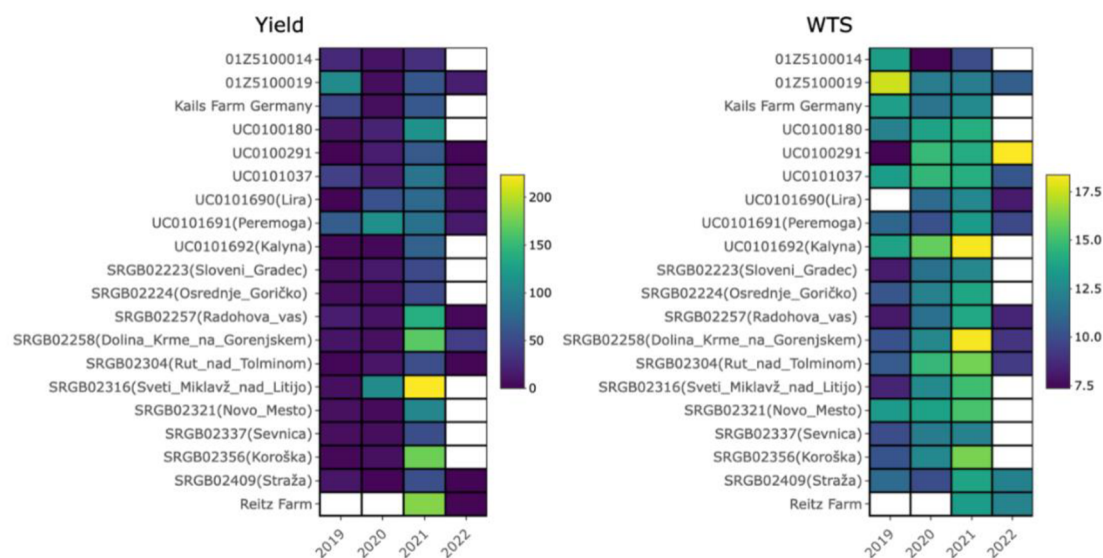 Yield
01Z5100014
01Z5100019
Kails Farm Germany
UC0100180
UC0100291
UC0101037
UC0101690(Lira)
UC0101691(Peremoga)
UC0101692(Kalyna)
SRGB02223(Sloveni_Gradec)
SRGB02224(Osrednje_Goričko)
SRGB02257(Radohova_vas)
SRGB02258(Dolina_Krme_na_Gorenjskem)
SRGB02304(Rut_nad_Tolminom)
SRGB02316(Sveti_Miklavž_nad_Litijo)
SRGB02321(Novo_Mesto)
SRGB02337(Sevnica)
SRGB02356(Koroška)
SRGB02409(Straža)
Reitz Farm
2019 2020 2021 2022
200
150
100
50
0
WTS
01Z5100014
01Z5100019
Kails Farm Germany
UC0100180
UC0100291
UC0101037
UC0101690(Lira)
UC0101691(Peremoga)
UC0101692(Kalyna)
SRGB02223(Sloveni_Gradec)
SRGB02224(Osrednje_Goričko)
SRGB02257(Radohova_vas)
SRGB02258(Dolina_Krme_na_Gorenjskem)
SRGB02304(Rut_nad_Tolminom)
SRGB02316(Sveti_Miklavž_nad_Litijo)
SRGB02321(Novo_Mesto)
SRGB02337(Sevnica)
SRGB02356(Koroška)
SRGB02409(Straža)
Reitz Farm
2019 2020 2021 2022
17.5
15.0
12.5
10.0
7.5